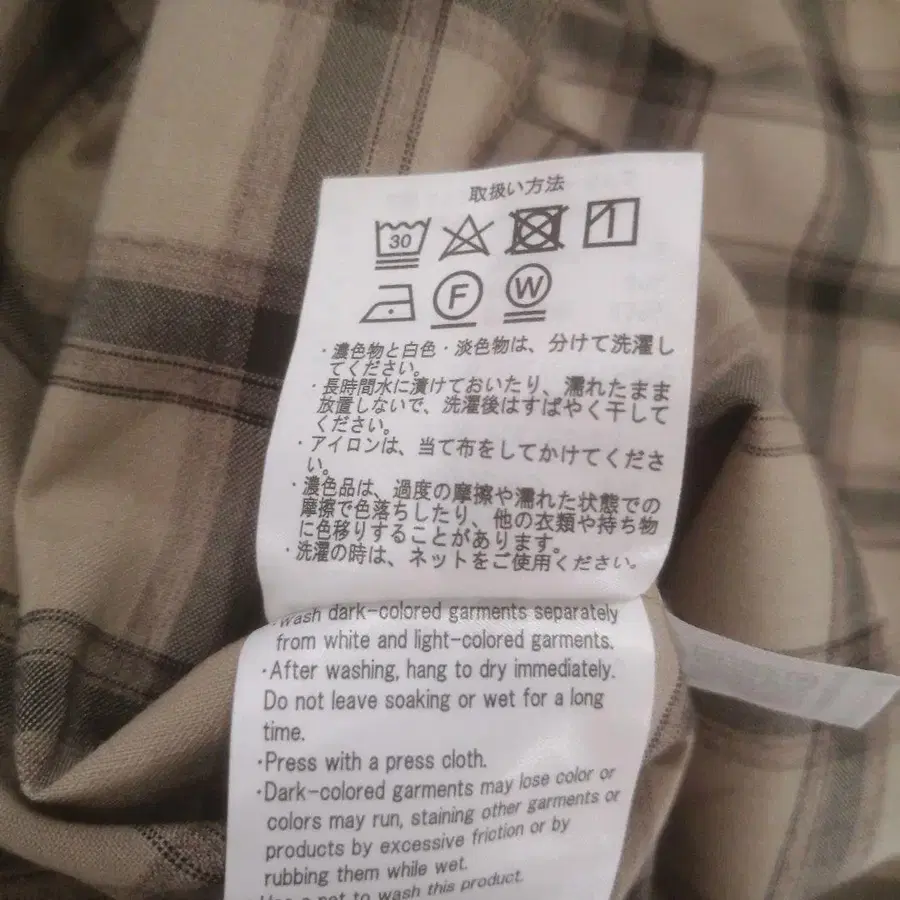 取扱い方法
30
F W
・濃色物と白色・淡色物は、分けて洗濯し
てください。
・長時間水に漬けておいたり、濡れたまま
放置しないで、洗濯後はすばやく干して
ください。
・アイロンは、当て布をしてかけてくださ
い。
・濃色品は、過度の摩擦や濡れた状態での
摩擦で色落ちしたり、他の衣類や持ち物
に色移りすることがあります。
・洗濯の時は、ネットをご使用ください。
wash dark-colored garments separately
from white and light-colored garments.
・After washing, hang to dry immediately.
Do not leave soaking or wet for a long
time.
・Press with a press cloth.
・Dark-colored garments may lose color or
colors may run, staining other garments or
products by excessive friction or by
rubbing them while wet.
net to wash this product.